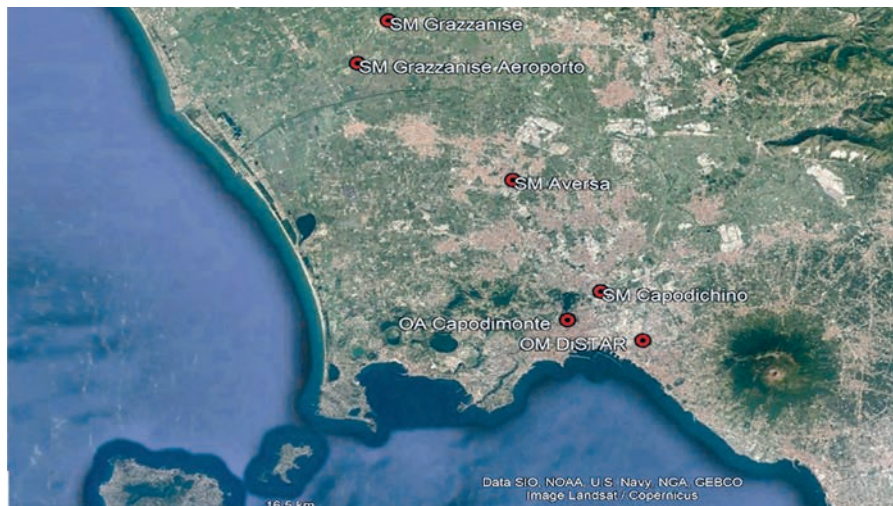 SM Grazzanise
SM Grazzanise Aeroporto
SM Aversa
SM Capodichino
OA Capodimonte
OM DiSTAR
Data SIO, NOAA, U.S. Navy, NGA, GEBCO
Image Landsat / Copernicus
16.5 km